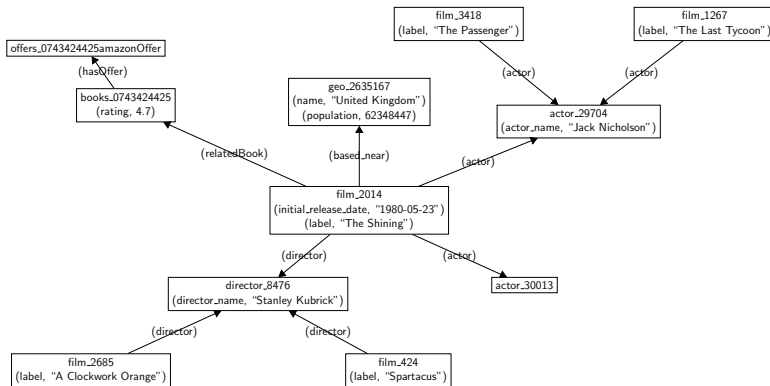 film_3418
(label, “The Passenger”)
film_1267
(label, “The Last Tycoon”)
offers_0743424425amazonOffer
(hasOffer)
(actor)
(actor)
books_0743424425
(rating, 4.7)
geo_2635167
(name, “United Kingdom”)
(population, 62348447)
actor_29704
(actor_name, “Jack Nicholson”)
(relatedBook)
(based_near)
(actor)
film_2014
(initial_release_date, “1980-05-23”)
(label, “The Shining”)
(director)
(actor)
director_8476
(director_name, “Stanley Kubrick”)
actor_30013
(director)
(director)
film_2685
(label, “A Clockwork Orange”)
film_424
(label, “Spartacus”)